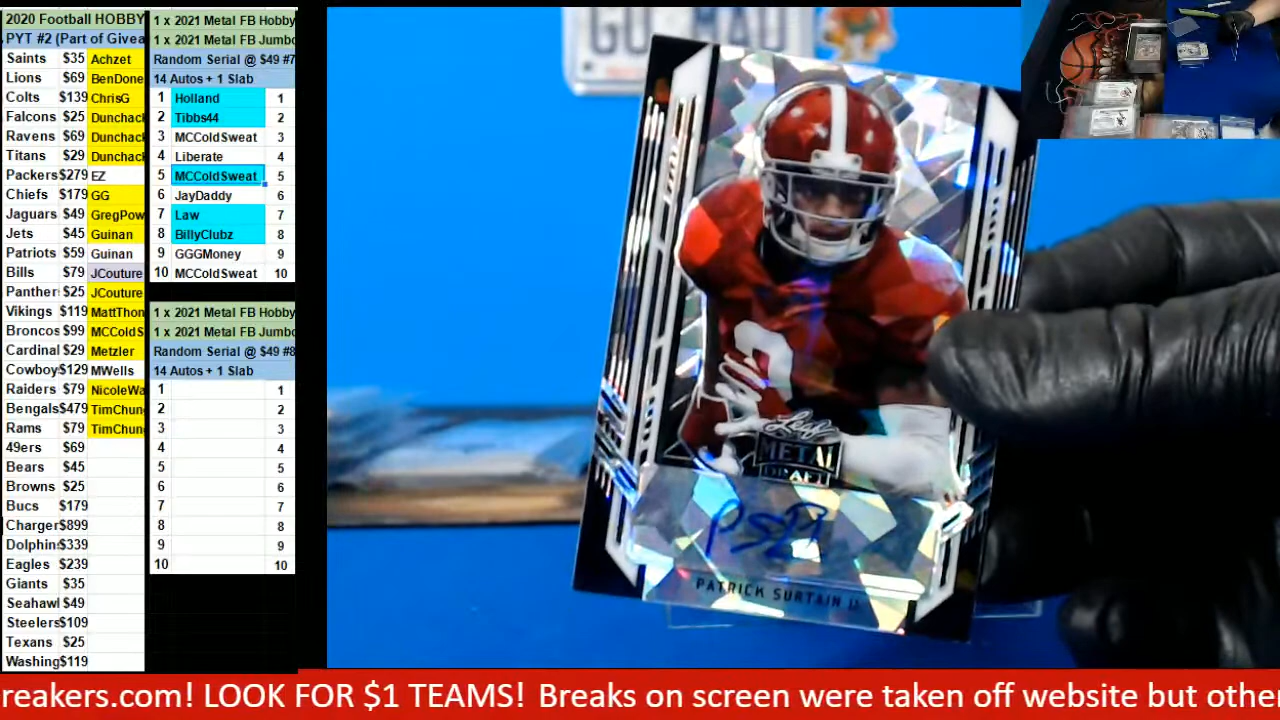 2020 Football HOBBY
PYT #2 (Part of Givea
Saints $35 Achzet
Lions $69 BenDone
Colts $139 ChrisG
Falcons $25 Dunchac
Ravens $69 Dunchac
Titans $29 Dunchac
Packers $279 EZ
Chiefs $179 GG
Jaguars $49 GregPow
Jets $45 Guinan
Patriots $59 Guinan
Bills $79 JCouture
Panther $25 JCouture
Vikings $119 MattThon
Broncos $99 MCColdS
Cardinal $29 Metzler
Cowboy $129 MWells
Raiders $79 NicoleWa
Bengals $479 TimChun
Rams $79 TimChun
49ers $69
Bears $45
Browns $25
Bucs $179
Charger $899
Dolphin $339
Eagles $239
Giants $35
Seahawl $49
Steelers $109
Texans $25
Washing $119
1 x 2021 Metal FB Hobby
1 x 2021 Metal FB Jumbo
Random Serial @ $49 #7
14 Autos + 1 Slab
1 Holland 1
2 Tibbs44 2
3 MCColdSweat 3
4 Liberate 4
5 MCColdSweat 5
6 JayDaddy 6
7 Law 7
8 BillyClubz 8
9 GGGMoney 9
10 MCColdSweat 10
1 x 2021 Metal FB Hobby
1 x 2021 Metal FB Jumbo
Random Serial @ $49 #8
14 Autos + 1 Slab
1 1
2 2
3 3
4 4
5 5
6 6
7 7
8 8
9 9
10 10
Leaf
METAL
DRAFT
PATRICK SURTAIN II
reakers.com! LOOK FOR $1 TEAMS! Breaks on screen were taken off website but othe